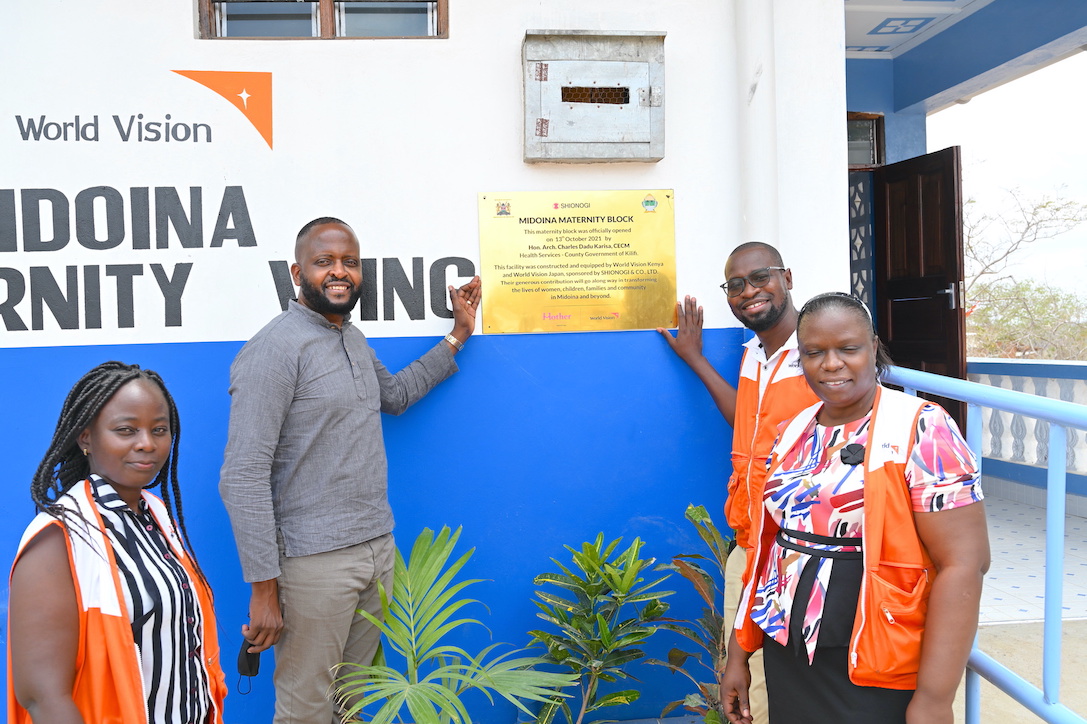 World Vision
IDOINA
RNITY WING
SHIONOGI
MIDOINA MATERNITY BLOCK
This maternity block was officially opened
on 13th October 2021 by
Hon. Arch. Charles Dadu Karisa, CECM
Health Services - County Government of Kilifi.
This facility was constructed and equipped by World Vision Kenya
and World Vision Japan, sponsored by SHIONOGI & CO., LTD.
Their generous contribution will go along way in transforming
the lives of women, children, families and community
in Midoina and beyond.
Mother
World Vision